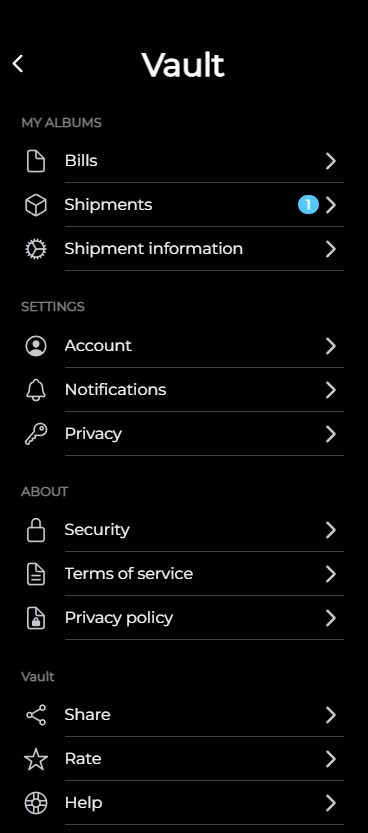 Vault
MY ALBUMS
Bills
Shipments 1
Shipment information
SETTINGS
Account
Notifications
Privacy
ABOUT
Security
Terms of service
Privacy policy
Vault
Share
Rate
Help